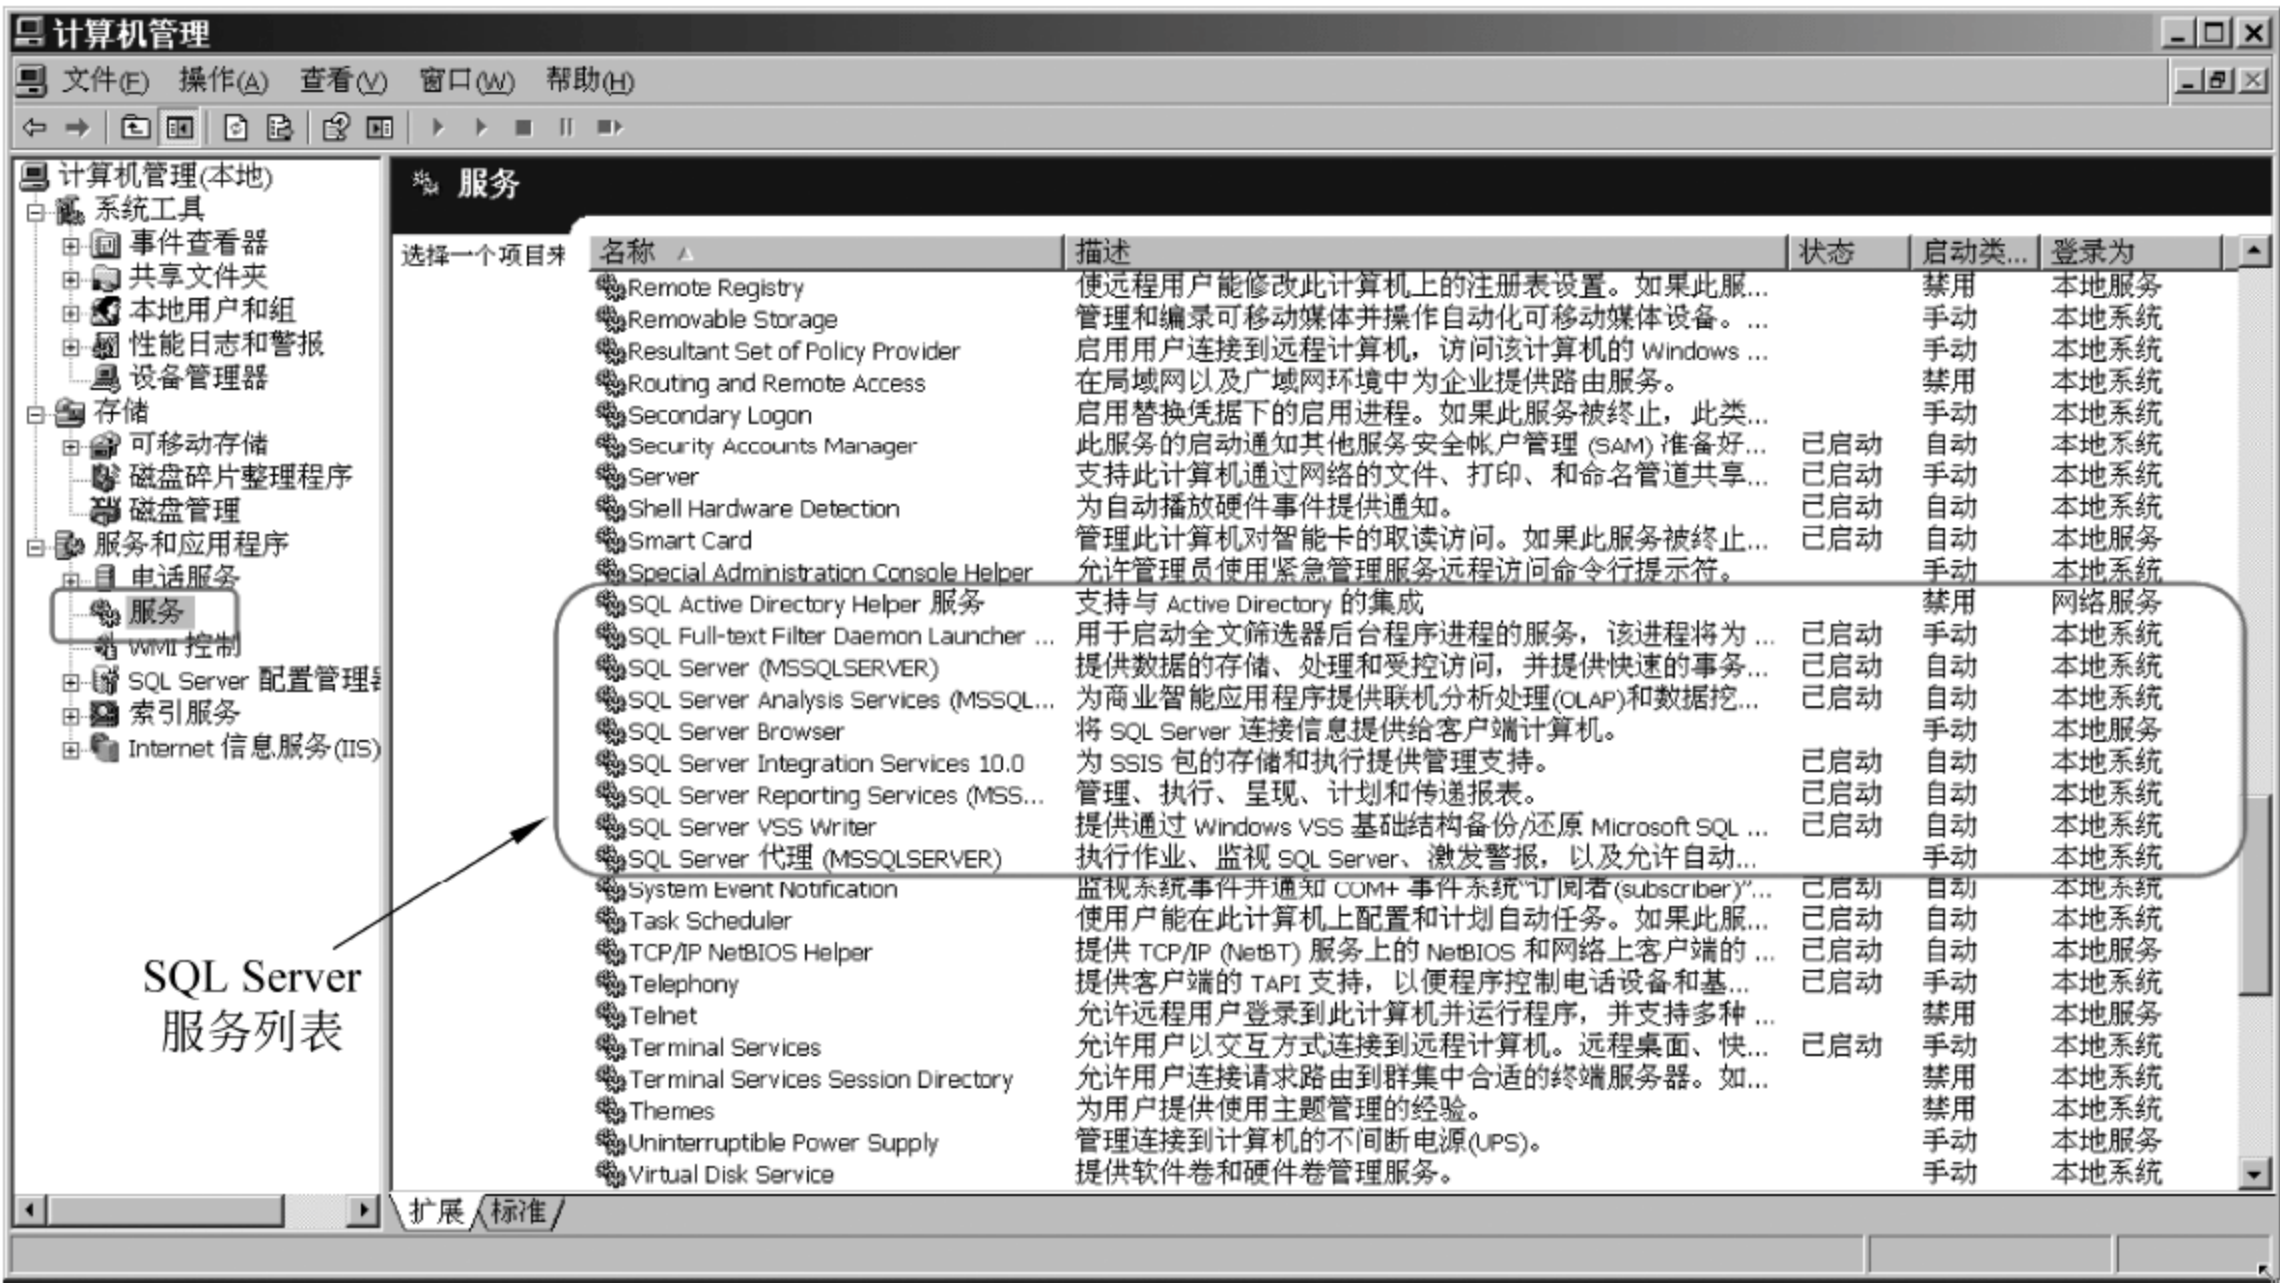 计算机管理
文件(F) 操作(A) 查看(V) 窗口(W) 帮助(H)
计算机管理(本地)
系统工具
事件查看器
共享文件夹
本地用户和组
性能日志和警报
设备管理器
存储
可移动存储
磁盘碎片整理程序
磁盘管理
服务和应用程序
电话服务
服务
WMI 控制
SQL Server 配置管理器
索引服务
Internet 信息服务(IIS)
SQL Server
服务列表
服务
选择一个项目来
名称 描述 状态 启动类... 登录为
Remote Registry 使远程用户能修改此计算机上的注册表设置。如果此服... 禁用 本地服务
Removable Storage 管理和编录可移动媒体并操作自动化可移动媒体设备。... 手动 本地系统
Resultant Set of Policy Provider 启用用户连接到远程计算机，访问该计算机的 Windows ... 手动 本地系统
Routing and Remote Access 在局域网以及广域网环境中为企业提供路由服务。 禁用 本地系统
Secondary Logon 启用替换凭据下的启用进程。如果此服务被终止，此类... 手动 本地系统
Security Accounts Manager 此服务的启动通知其他服务安全帐户管理 (SAM) 准备好... 已启动 自动 本地系统
Server 支持此计算机通过网络的文件、打印、和命名管道共享... 已启动 手动 本地系统
Shell Hardware Detection 为自动播放硬件事件提供通知。 已启动 自动 本地系统
Smart Card 管理此计算机对智能卡的取读访问。如果此服务被终止... 已启动 自动 本地服务
Special Administration Console Helper 允许管理员使用紧急管理服务远程访问命令行提示符。 手动 本地系统
SQL Active Directory Helper 服务 支持与 Active Directory 的集成 禁用 网络服务
SQL Full-text Filter Daemon Launcher ... 用于启动全文筛选器后台程序进程的服务，该进程将为 ... 已启动 手动 本地系统
SQL Server (MSSQLSERVER) 提供数据的存储、处理和受控访问，并提供快速的事务... 已启动 自动 本地系统
SQL Server Analysis Services (MSSQL... 为商业智能应用程序提供联机分析处理(OLAP)和数据挖... 已启动 自动 本地系统
SQL Server Browser 将 SQL Server 连接信息提供给客户端计算机。 手动 本地服务
SQL Server Integration Services 10.0 为 SSIS 包的存储和执行提供管理支持。 已启动 自动 本地系统
SQL Server Reporting Services (MSS... 管理、执行、呈现、计划和传递报表。 已启动 自动 本地系统
SQL Server VSS Writer 提供通过 Windows VSS 基础结构备份/还原 Microsoft SQL ... 已启动 自动 本地系统
SQL Server 代理 (MSSQLSERVER) 执行作业、监视 SQL Server、激发警报，以及允许自动... 手动 本地系统
System Event Notification 监视系统事件并通知 COM+ 事件系统“订阅者(subscriber)”... 已启动 自动 本地系统
Task Scheduler 使用户能在此计算机上配置和计划自动任务。如果此服... 已启动 自动 本地系统
TCP/IP NetBIOS Helper 提供 TCP/IP (NetBT) 服务上的 NetBIOS 和网络上客户端的 ... 已启动 自动 本地服务
Telephony 提供客户端的 TAPI 支持，以便程序控制电话设备和基... 已启动 手动 本地系统
Telnet 允许远程用户登录到此计算机并运行程序，并支持多种 ... 禁用 本地服务
Terminal Services 允许用户以交互方式连接到远程计算机。远程桌面、快... 已启动 手动 本地系统
Terminal Services Session Directory 允许用户连接请求路由到群集中合适的终端服务器。如... 禁用 本地系统
Themes 为用户提供使用主题管理的经验。 禁用 本地系统
Uninterruptible Power Supply 管理连接到计算机的不间断电源(UPS)。 手动 本地服务
Virtual Disk Service 提供软件卷和硬件卷管理服务。 手动 本地系统
扩展 标准